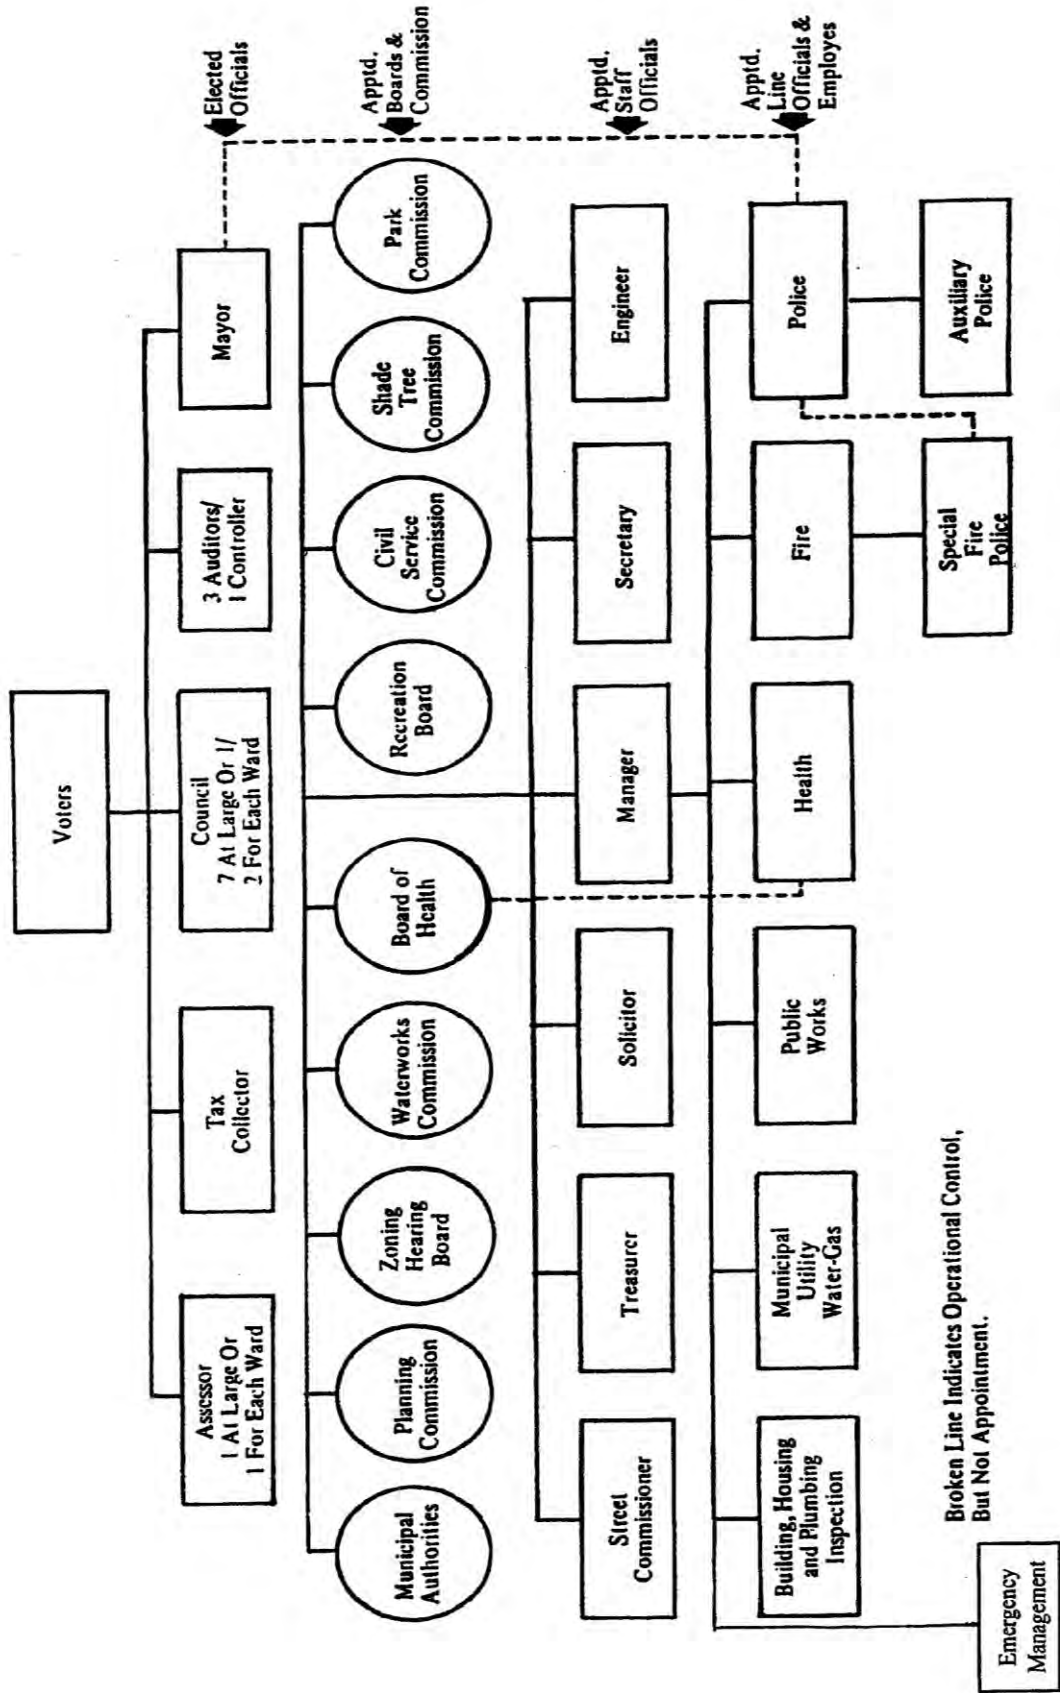 Voters
Elected
Officials
Assessor
1 At Large Or
1 For Each Ward
Tax
Collector
Council
7 At Large Or 1/
2 For Each Ward
3 Auditors/
1 Controller
Mayor
Apptd.
Boards &
Commission
Municipal
Authorities
Planning
Commission
Zoning
Hearing
Board
Waterworks
Commission
Board of
Health
Recreation
Board
Civil
Service
Commission
Shade
Tree
Commission
Park
Commission
Apptd.
Staff
Officials
Street
Commissioner
Treasurer
Solicitor
Manager
Secretary
Engineer
Apptd.
Line
Officials &
Employes
Building, Housing
and Plumbing
Inspection
Municipal
Utility
Water-Gas
Public
Works
Health
Fire
Police
Special
Fire
Police
Auxiliary
Police
Broken Line Indicates Operational Control,
But Not Appointment.
Emergency
Management